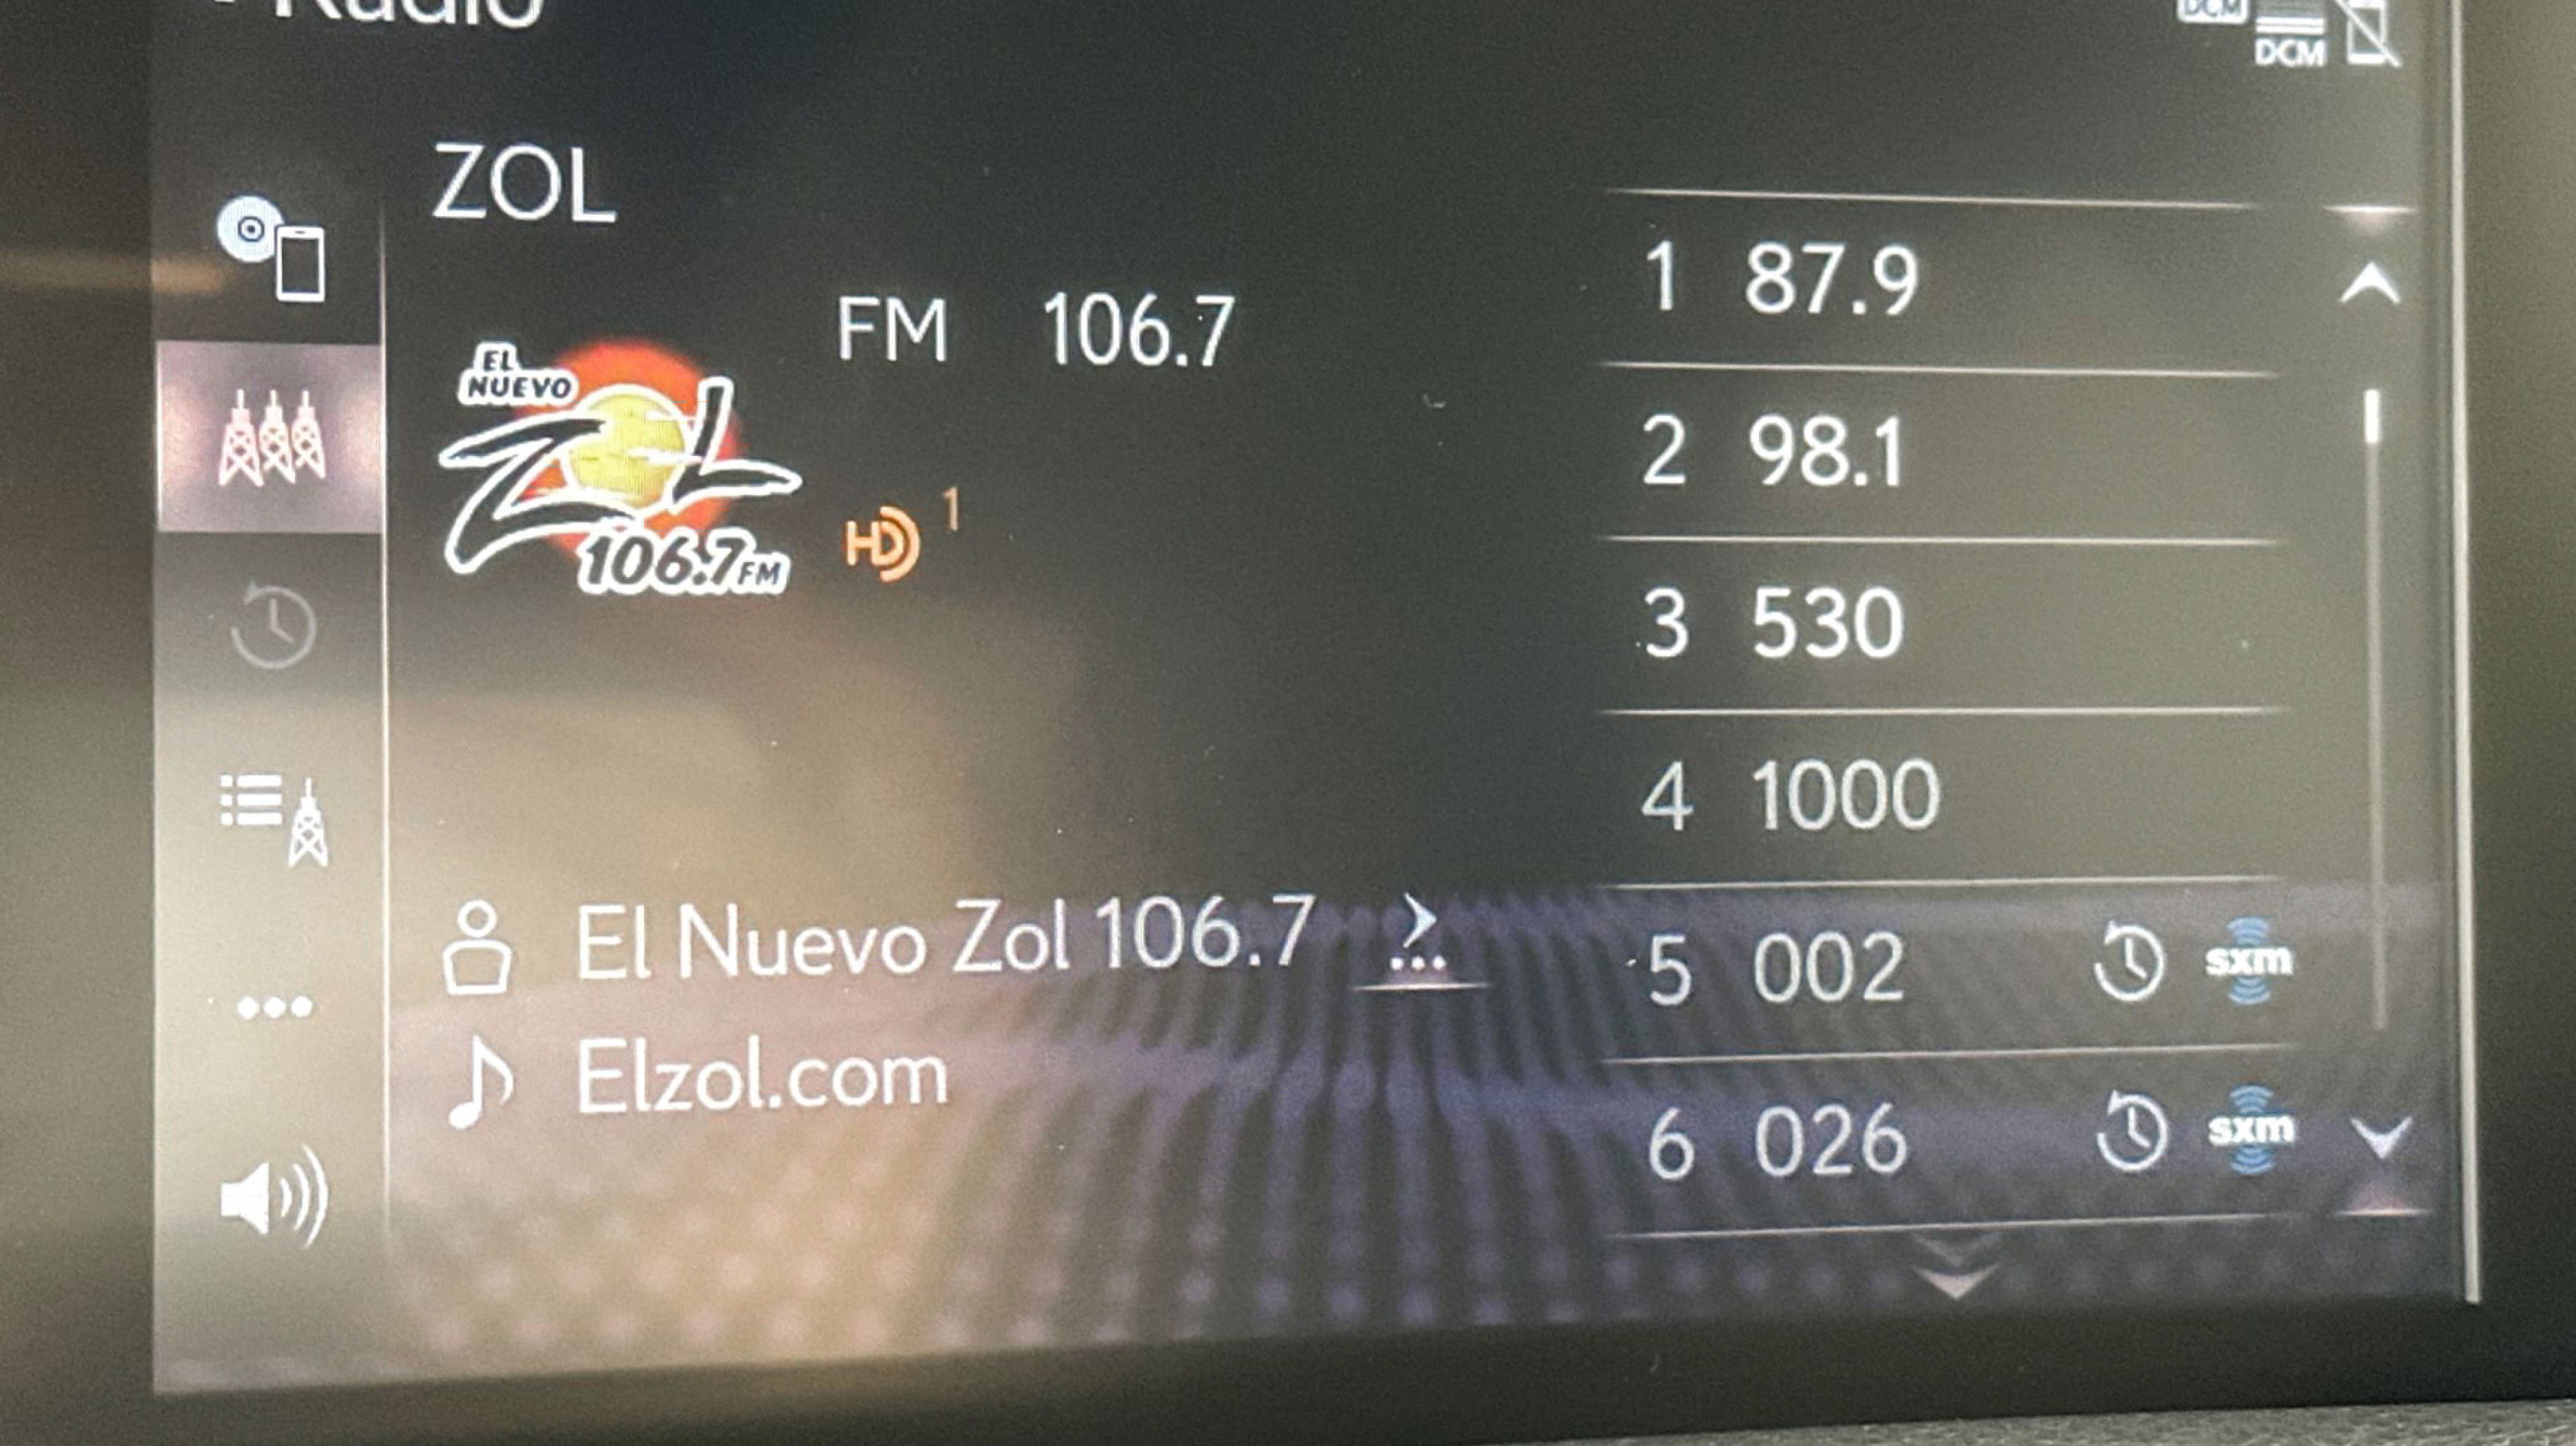 Radio
DCM
DCM
ZOL
FM 106.7
EL
NUEVO
ZOL
106.7FM
HD 1
El Nuevo Zol 106.7
Elzol.com
1 87.9
2 98.1
3 530
4 1000
5 002 sxm
6 026 sxm